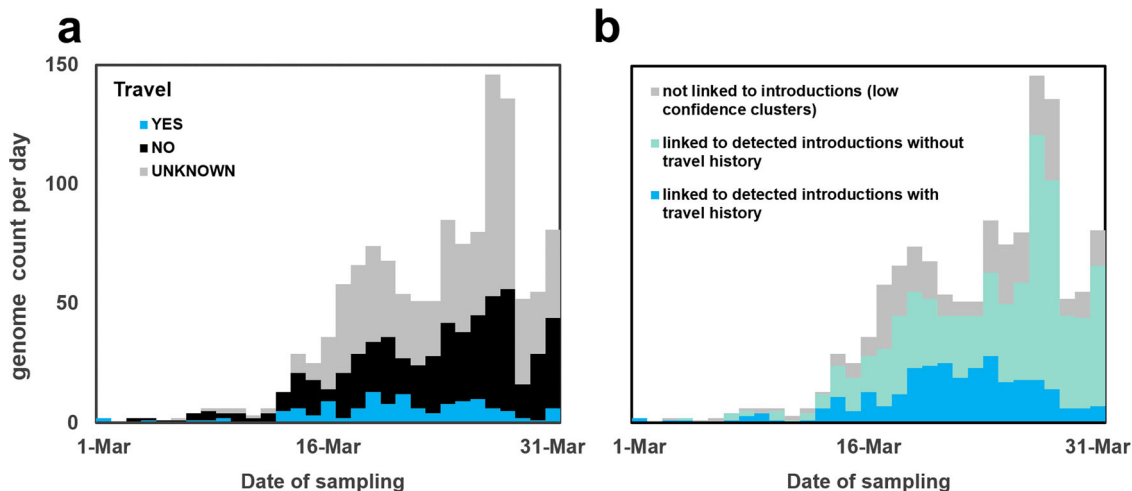 a
150
100
50
0
genome count per day
Travel
YES
NO
UNKNOWN
1-Mar
16-Mar
31-Mar
Date of sampling
b
not linked to introductions (low
confidence clusters)
linked to detected introductions without
travel history
linked to detected introductions with
travel history
1-Mar
16-Mar
31-Mar
Date of sampling